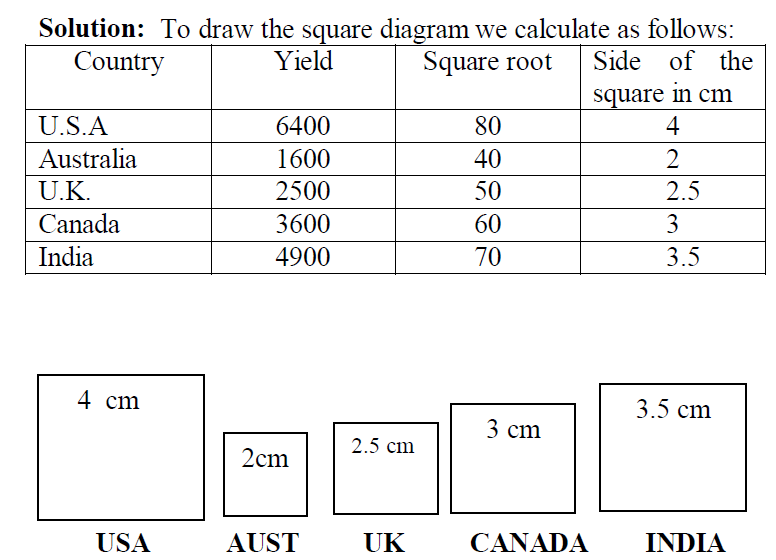 Solution: To draw the square diagram we calculate as follows:
Country Yield Square root Side of the
square in cm
U.S.A 6400 80 4
Australia 1600 40 2
U.K. 2500 50 2.5
Canada 3600 60 3
India 4900 70 3.5
4 cm 2cm 2.5 cm 3 cm 3.5 cm
USA AUST UK CANADA INDIA